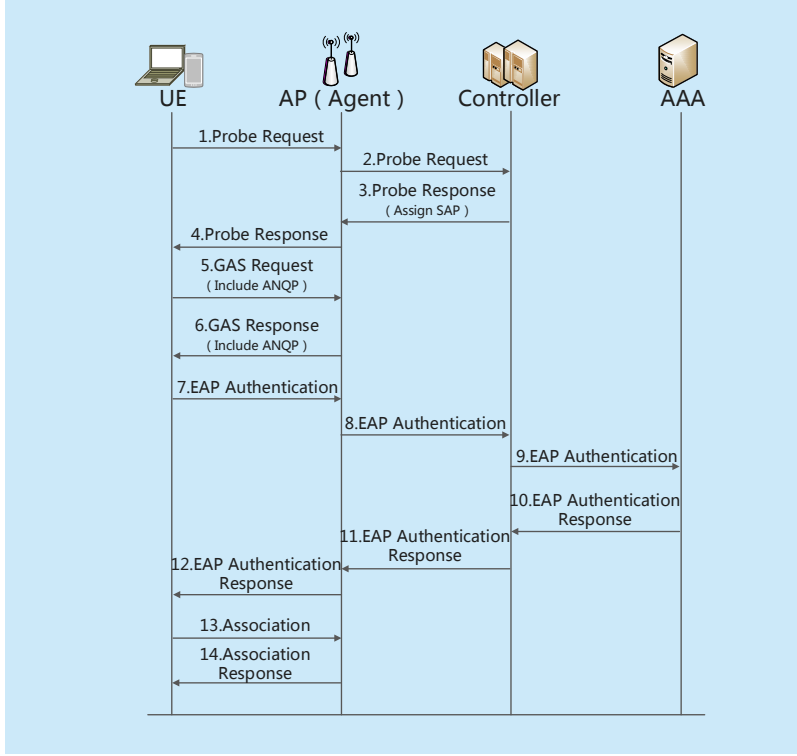 UE
AP ( Agent )
Controller
AAA
1.Probe Request
2.Probe Request
3.Probe Response
( Assign SAP )
4.Probe Response
5.GAS Request
( Include ANQP )
6.GAS Response
( Include ANQP )
7.EAP Authentication
8.EAP Authentication
9.EAP Authentication
10.EAP Authentication
Response
11.EAP Authentication
Response
12.EAP Authentication
Response
13.Association
14.Association
Response